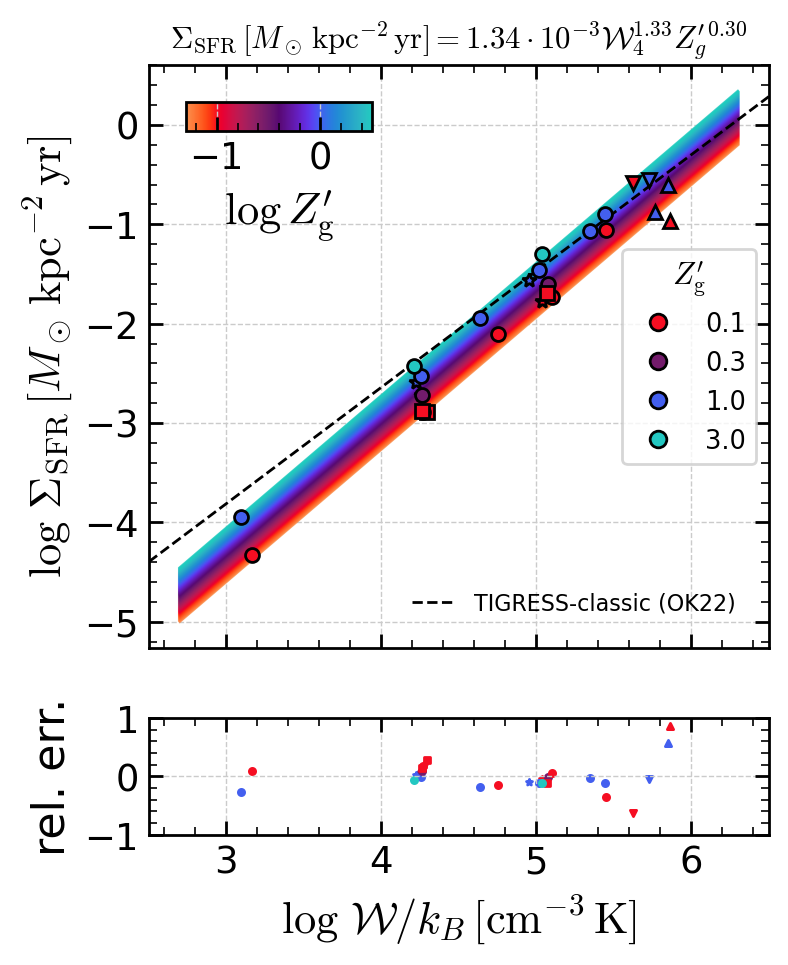 Σ_SFR [M_⊙ kpc⁻² yr] = 1.34 · 10⁻³ 𝒲₄^1.33 Z′_g^0.30
−1 0
log Z′_g
log Σ_SFR [M_⊙ kpc⁻² yr]
0
−1
−2
−3
−4
−5
Z′_g
0.1
0.3
1.0
3.0
TIGRESS-classic (OK22)
rel. err.
1
0
−1
3 4 5 6
log 𝒲/k_B [cm⁻³ K]